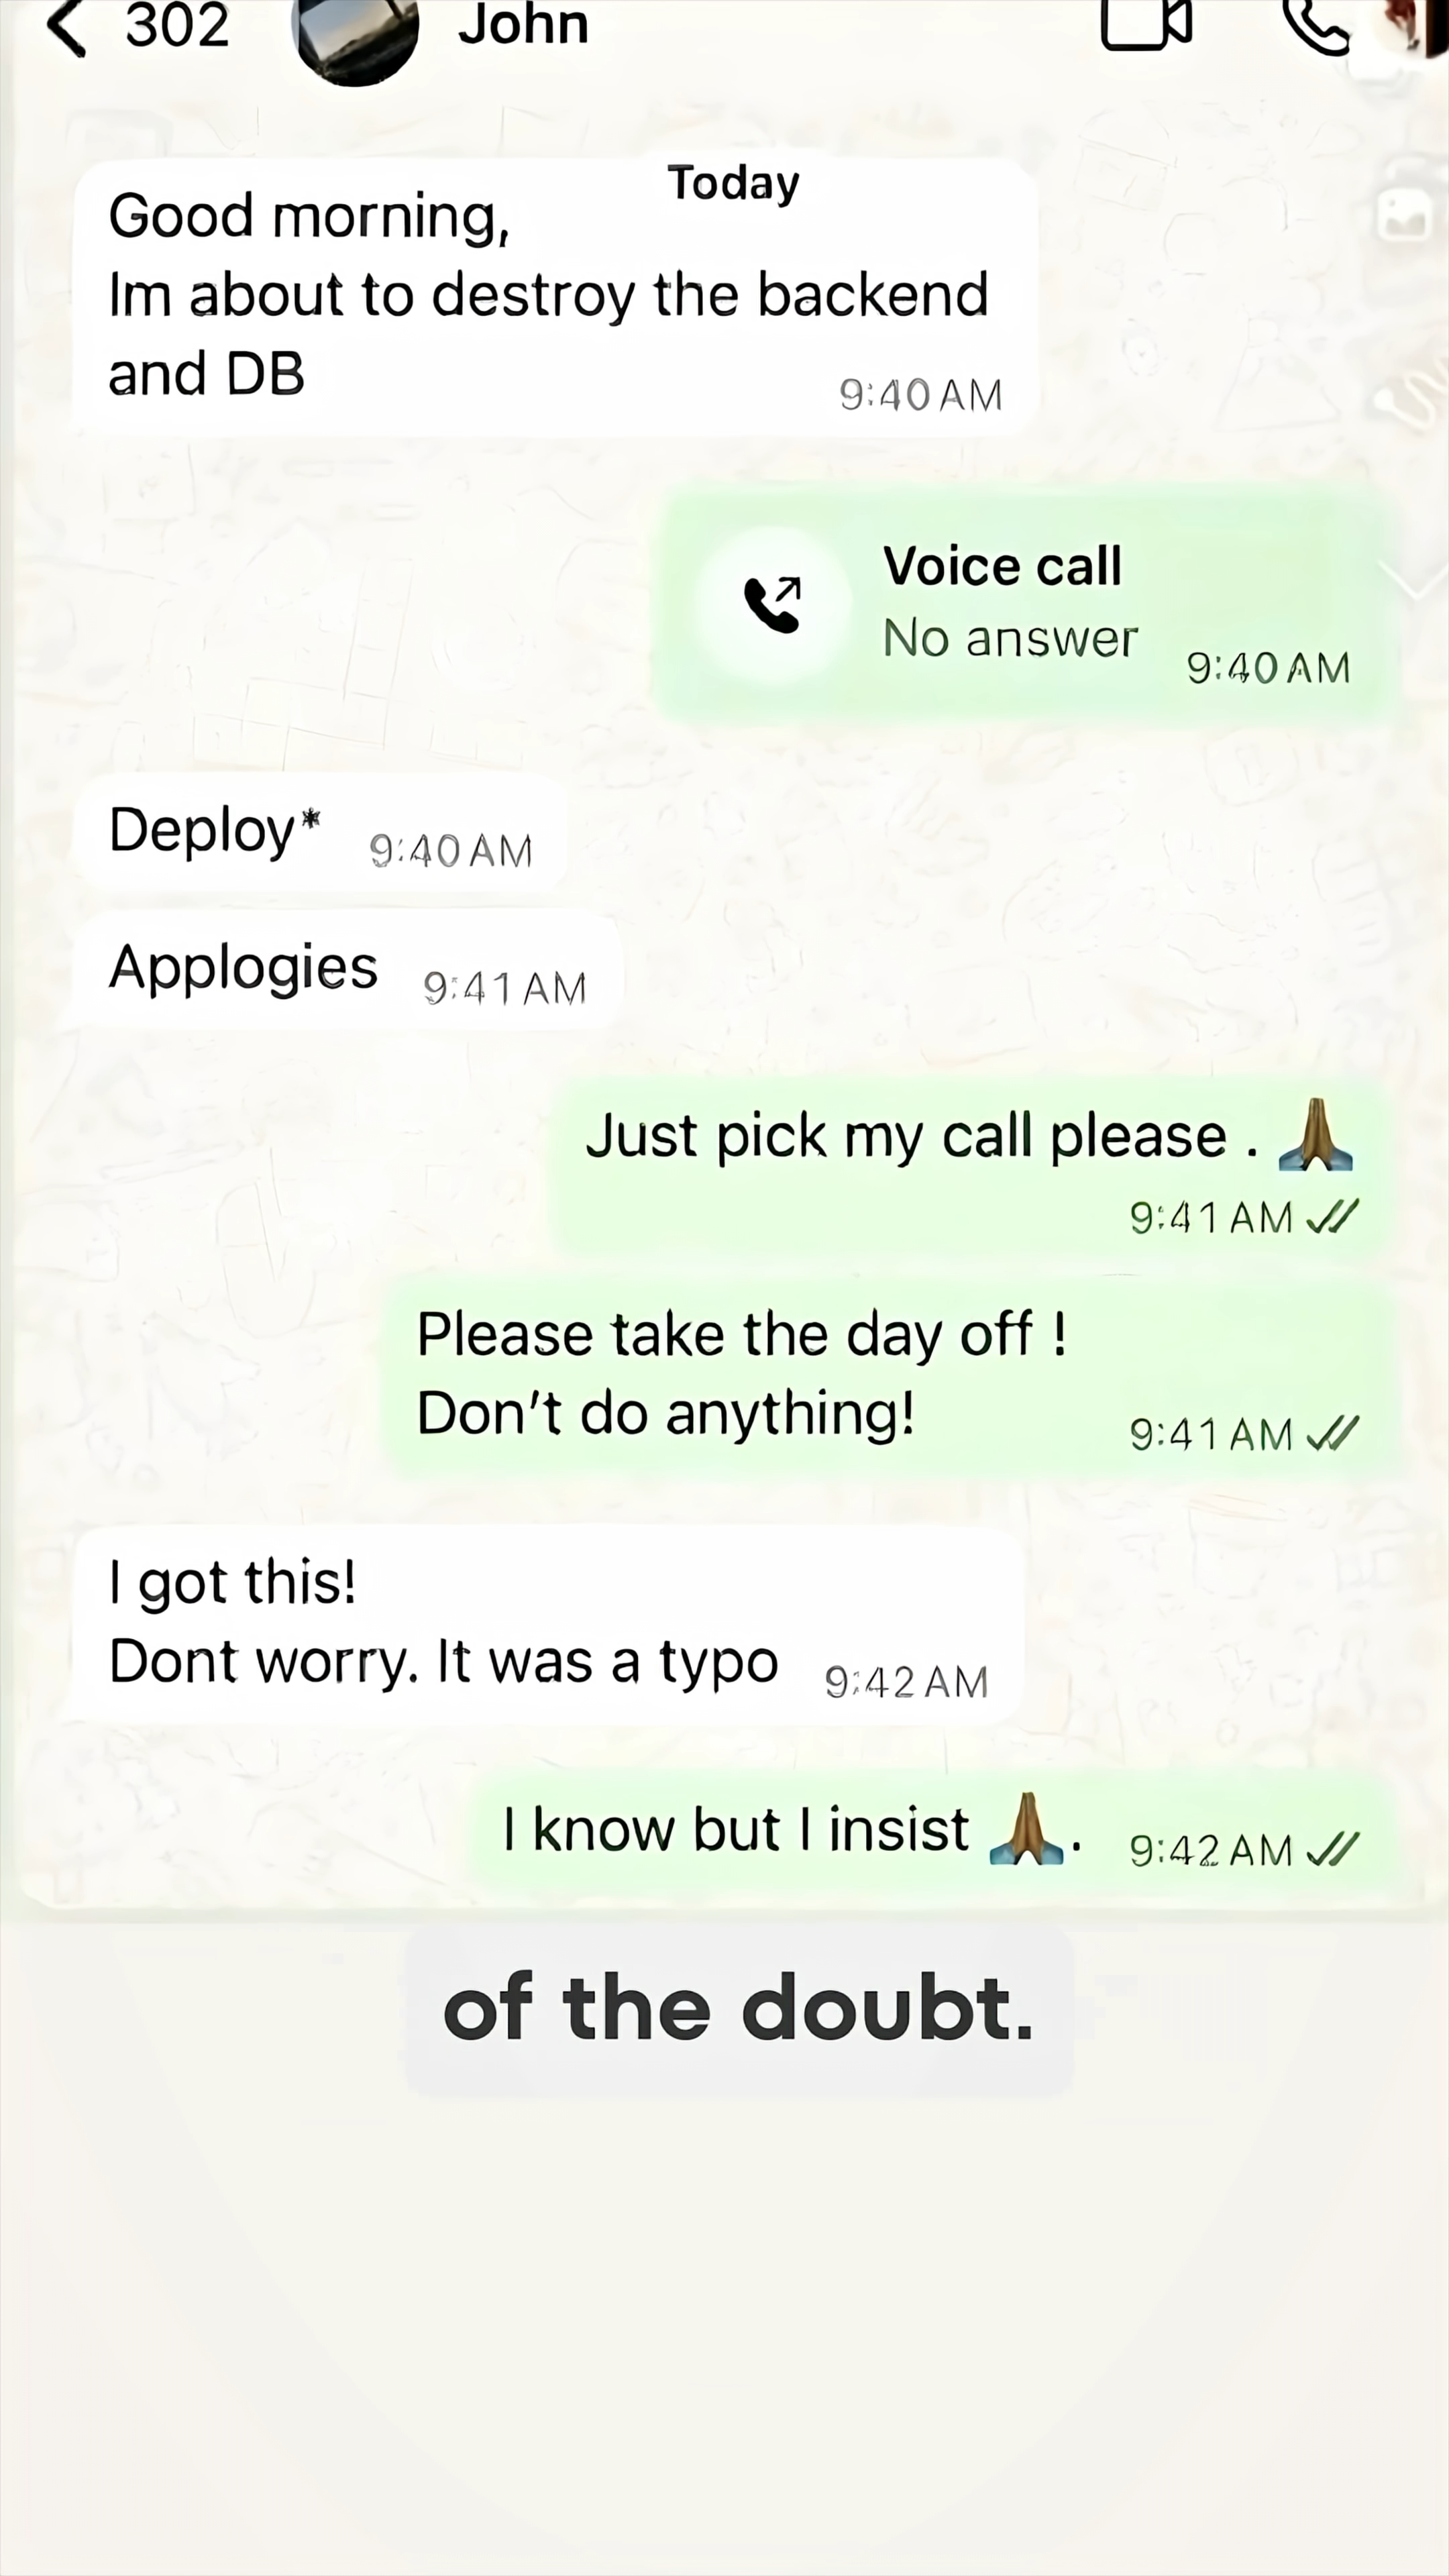 302 John
Today
Good morning,
Im about to destroy the backend
and DB
9:40 AM
Voice call
No answer
9:40 AM
Deploy*
9:40 AM
Applogies
9:41 AM
Just pick my call please . 🙏🏾
9:41 AM
Please take the day off !
Don’t do anything!
9:41 AM
I got this!
Dont worry. It was a typo
9:42 AM
I know but I insist 🙏🏾.
9:42 AM
of the doubt.